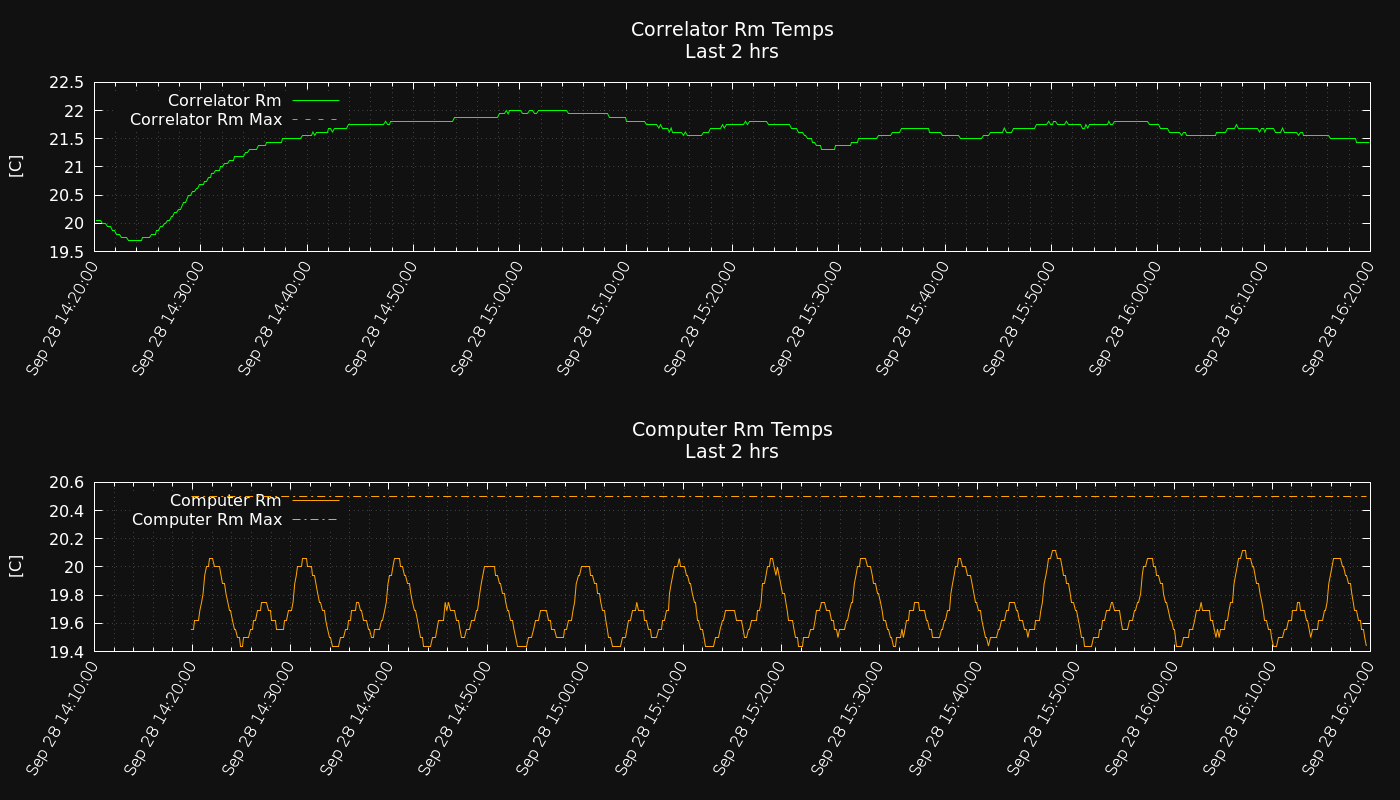 Correlator Rm Temps
Last 2 hrs
22.5
22
21.5
21
20.5
20
19.5
[C]
Correlator Rm
Correlator Rm Max
Sep 28 14:20:00
Sep 28 14:30:00
Sep 28 14:40:00
Sep 28 14:50:00
Sep 28 15:00:00
Sep 28 15:10:00
Sep 28 15:20:00
Sep 28 15:30:00
Sep 28 15:40:00
Sep 28 15:50:00
Sep 28 16:00:00
Sep 28 16:10:00
Sep 28 16:20:00
Computer Rm Temps
Last 2 hrs
20.6
20.4
20.2
20
19.8
19.6
19.4
[C]
Computer Rm
Computer Rm Max
Sep 28 14:10:00
Sep 28 14:20:00
Sep 28 14:30:00
Sep 28 14:40:00
Sep 28 14:50:00
Sep 28 15:00:00
Sep 28 15:10:00
Sep 28 15:20:00
Sep 28 15:30:00
Sep 28 15:40:00
Sep 28 15:50:00
Sep 28 16:00:00
Sep 28 16:10:00
Sep 28 16:20:00